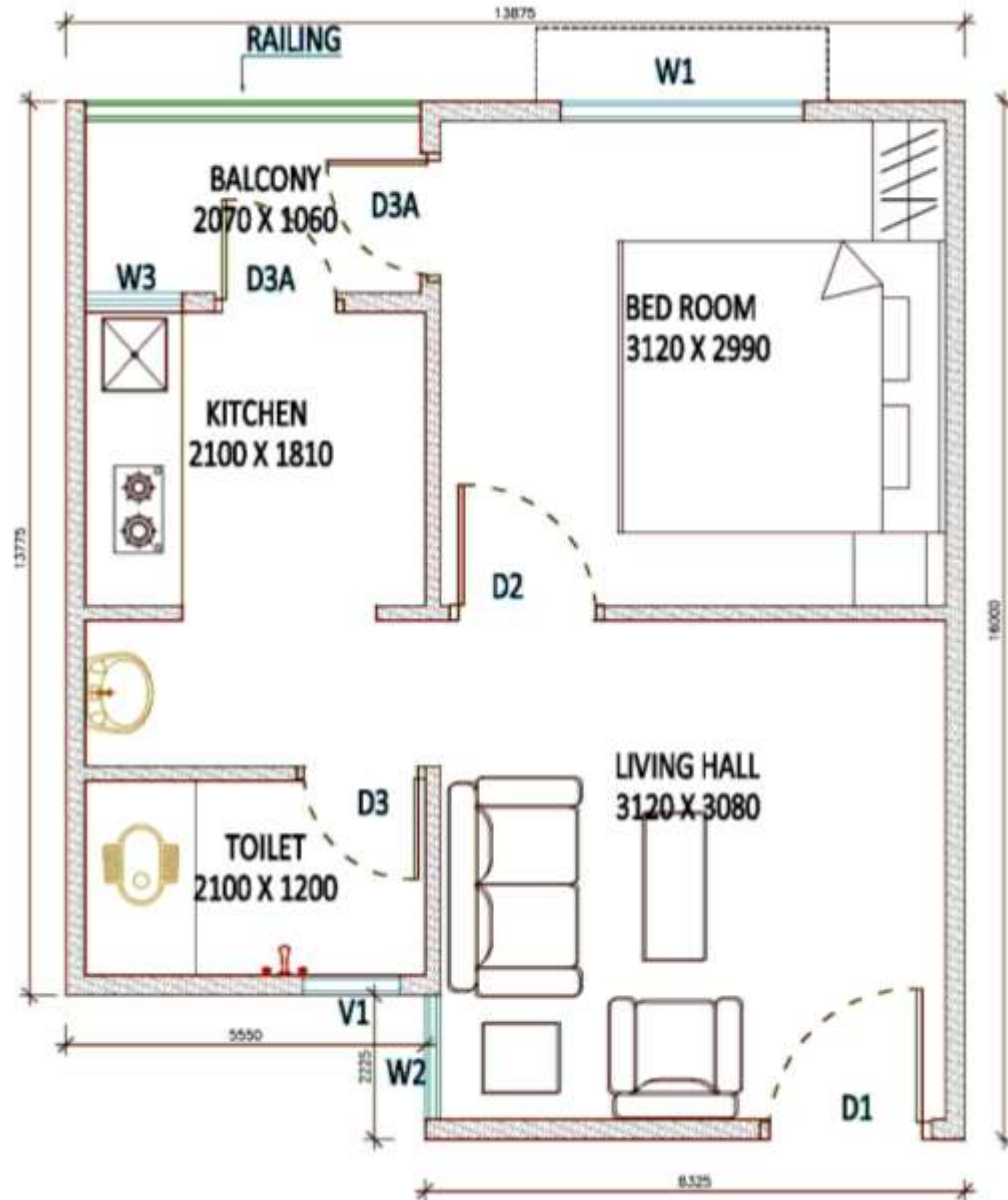 13875
RAILING
W1
BALCONY
2070 X 1060
D3A
W3
D3A
BED ROOM
3120 X 2990
KITCHEN
2100 X 1810
13775
D2
16000
LIVING HALL
3120 X 3080
D3
TOILET
2100 X 1200
V1
5550
2225
W2
D1
8325